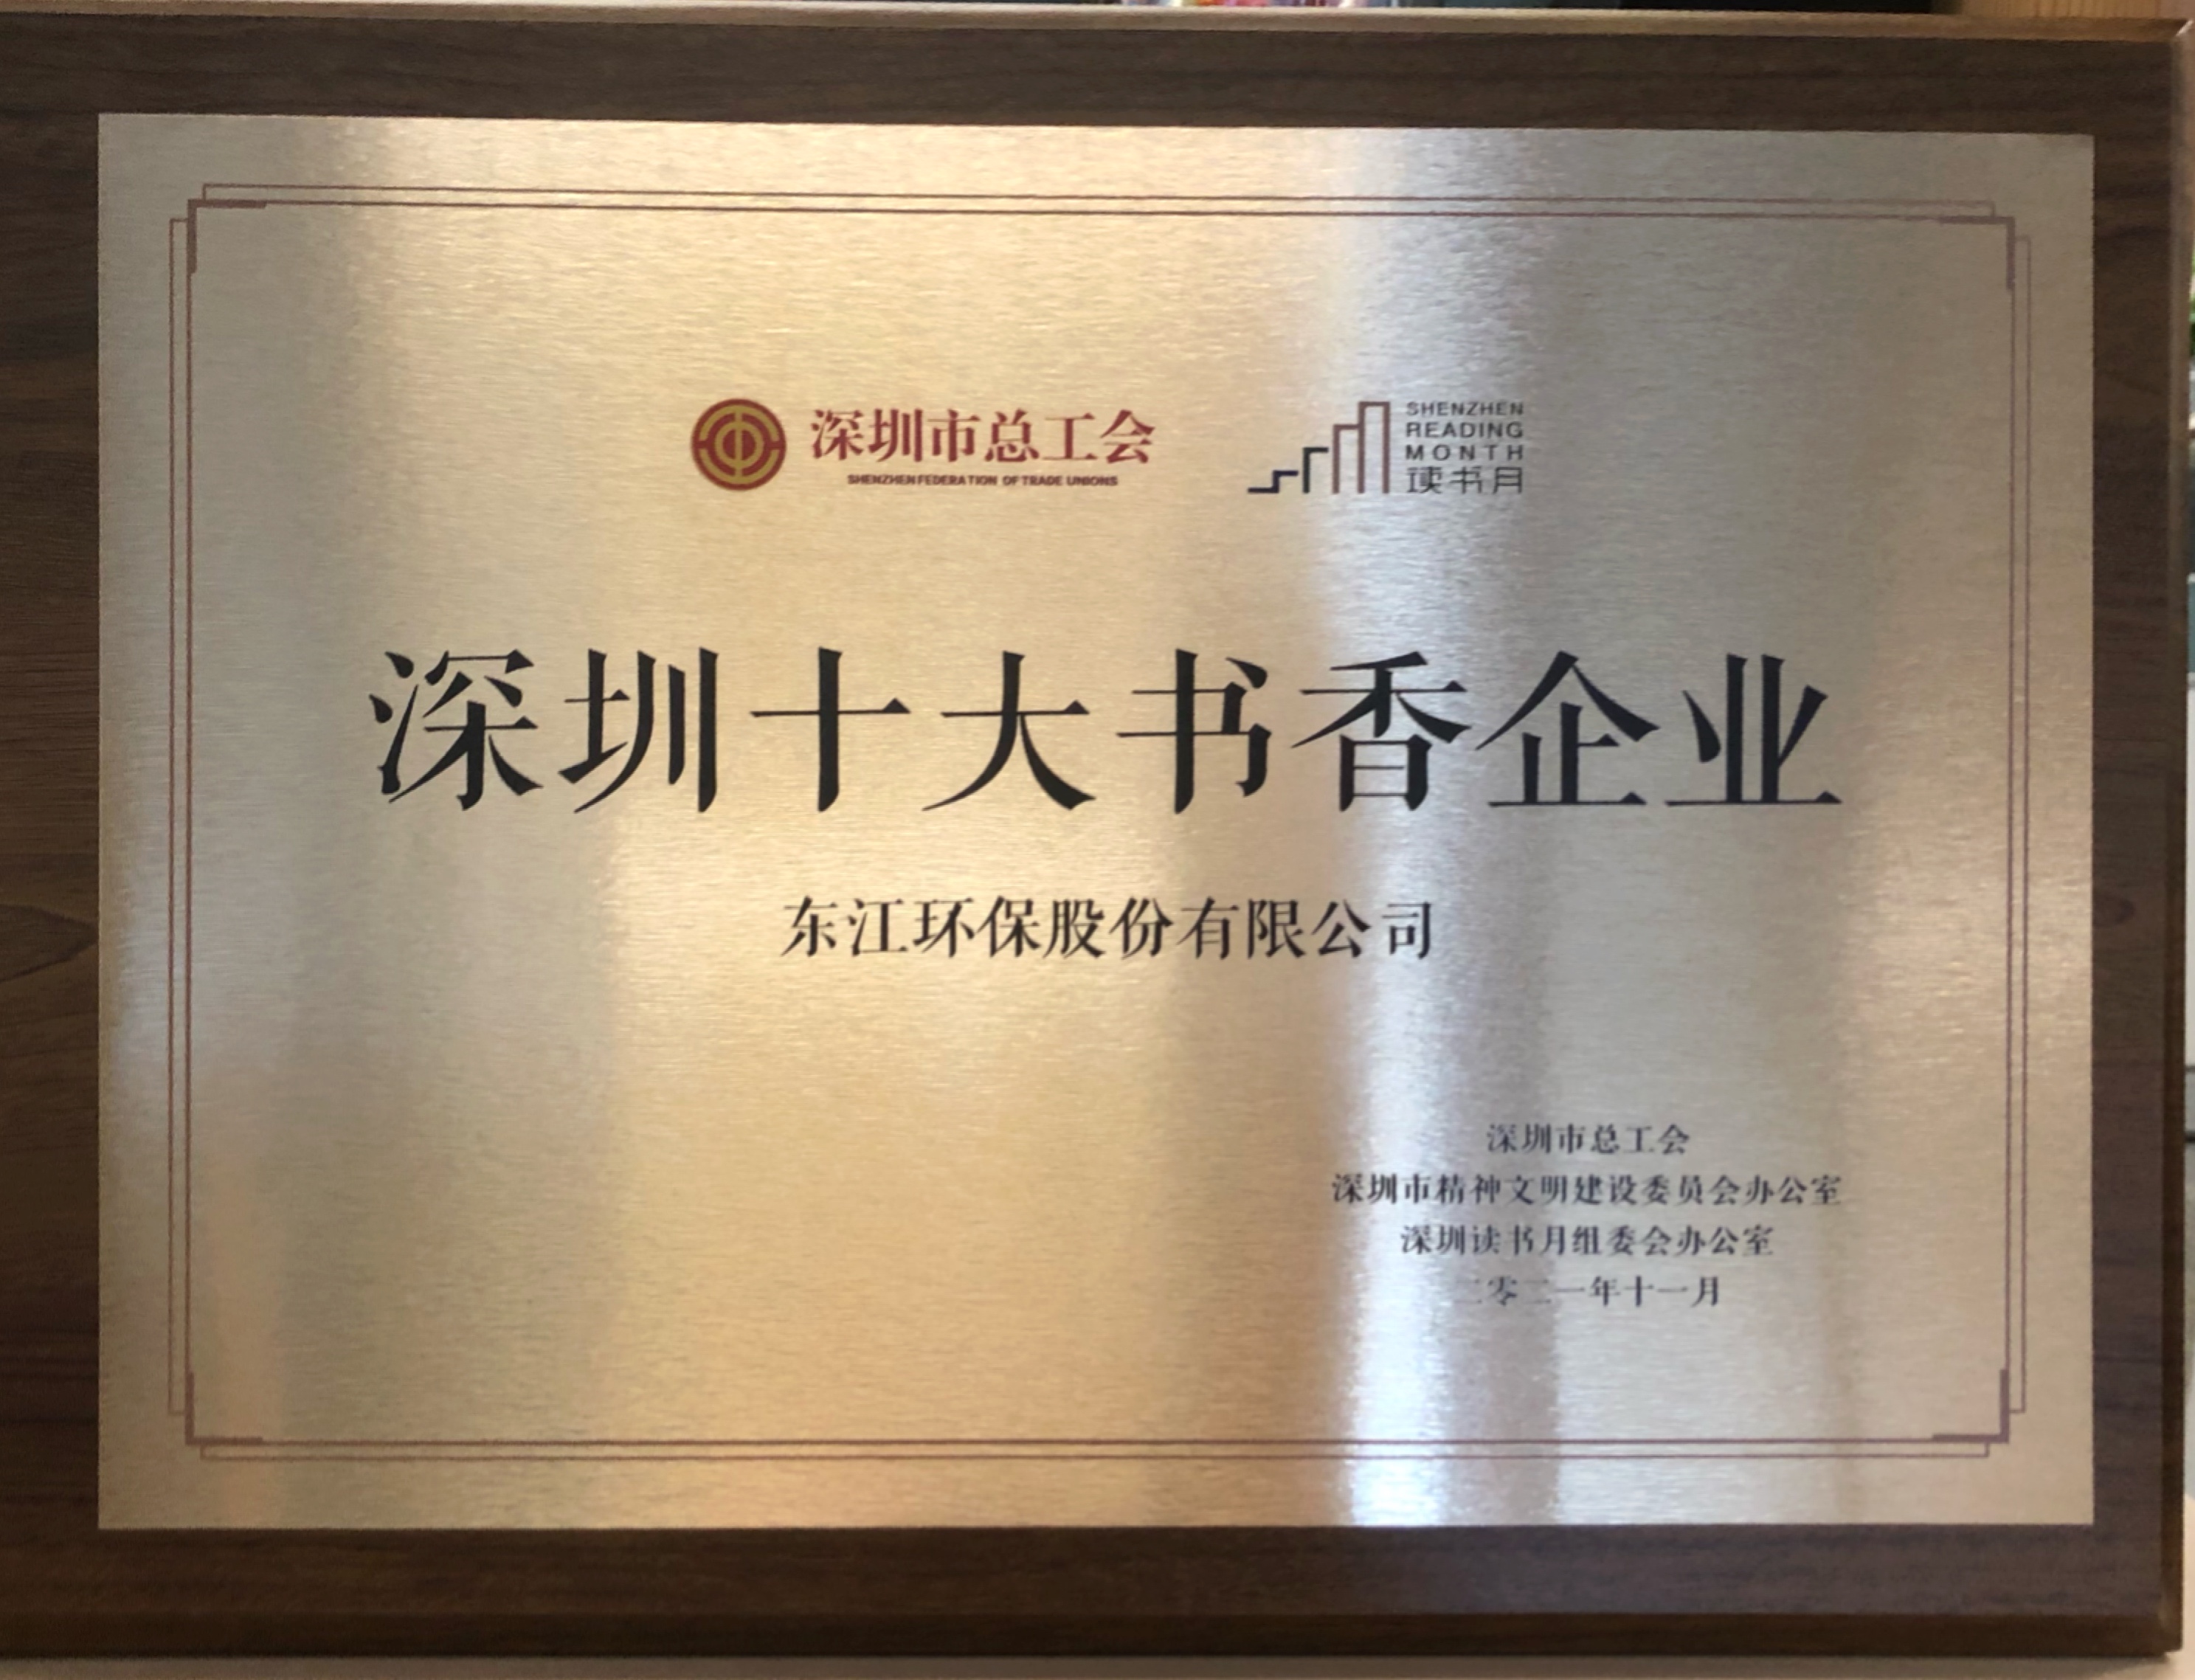 深圳市总工会
SHENZHEN FEDERATION OF TRADE UNIONS
SHENZHEN
READING
MONTH
读书月
深圳十大书香企业
东江环保股份有限公司
深圳市总工会
深圳市精神文明建设委员会办公室
深圳读书月组委会办公室
二零二一年十一月